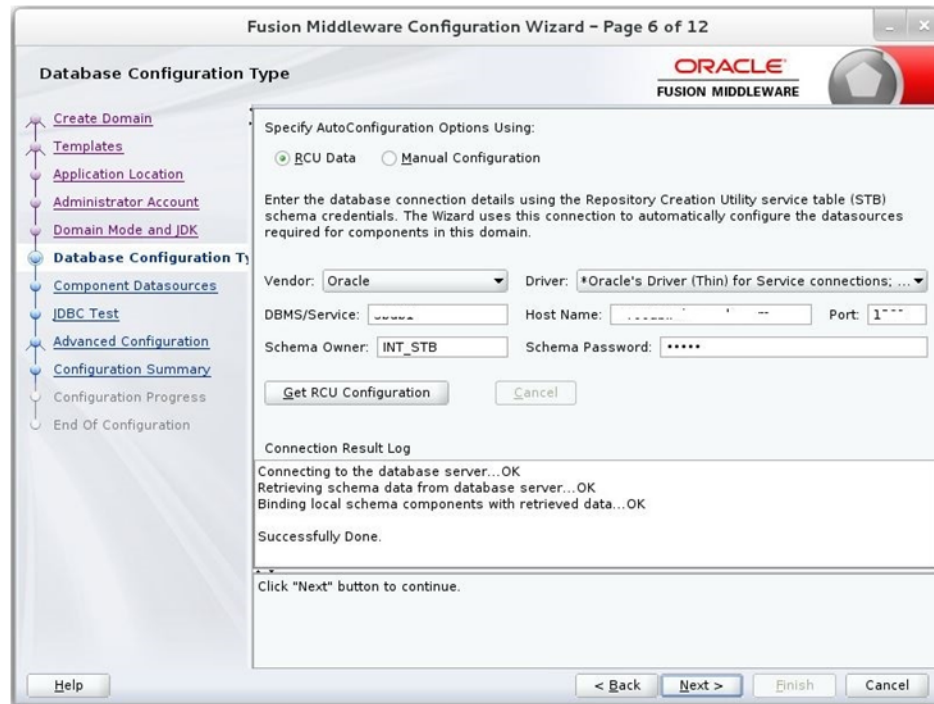 Fusion Middleware Configuration Wizard – Page 6 of 12
Database Configuration Type
ORACLE
FUSION MIDDLEWARE
Create Domain
Templates
Application Location
Administrator Account
Domain Mode and JDK
Database Configuration Ty
Component Datasources
JDBC Test
Advanced Configuration
Configuration Summary
Configuration Progress
End Of Configuration
Specify AutoConfiguration Options Using:
RCU Data Manual Configuration
Enter the database connection details using the Repository Creation Utility service table (STB)
schema credentials. The Wizard uses this connection to automatically configure the datasources
required for components in this domain.
Vendor: Oracle Driver: *Oracle's Driver (Thin) for Service connections; ...
DBMS/Service: Host Name: Port:
Schema Owner: INT_STB Schema Password: •••••
Get RCU Configuration Cancel
Connection Result Log
Connecting to the database server...OK
Retrieving schema data from database server...OK
Binding local schema components with retrieved data...OK
Successfully Done.
Click "Next" button to continue.
Help < Back Next > Finish Cancel